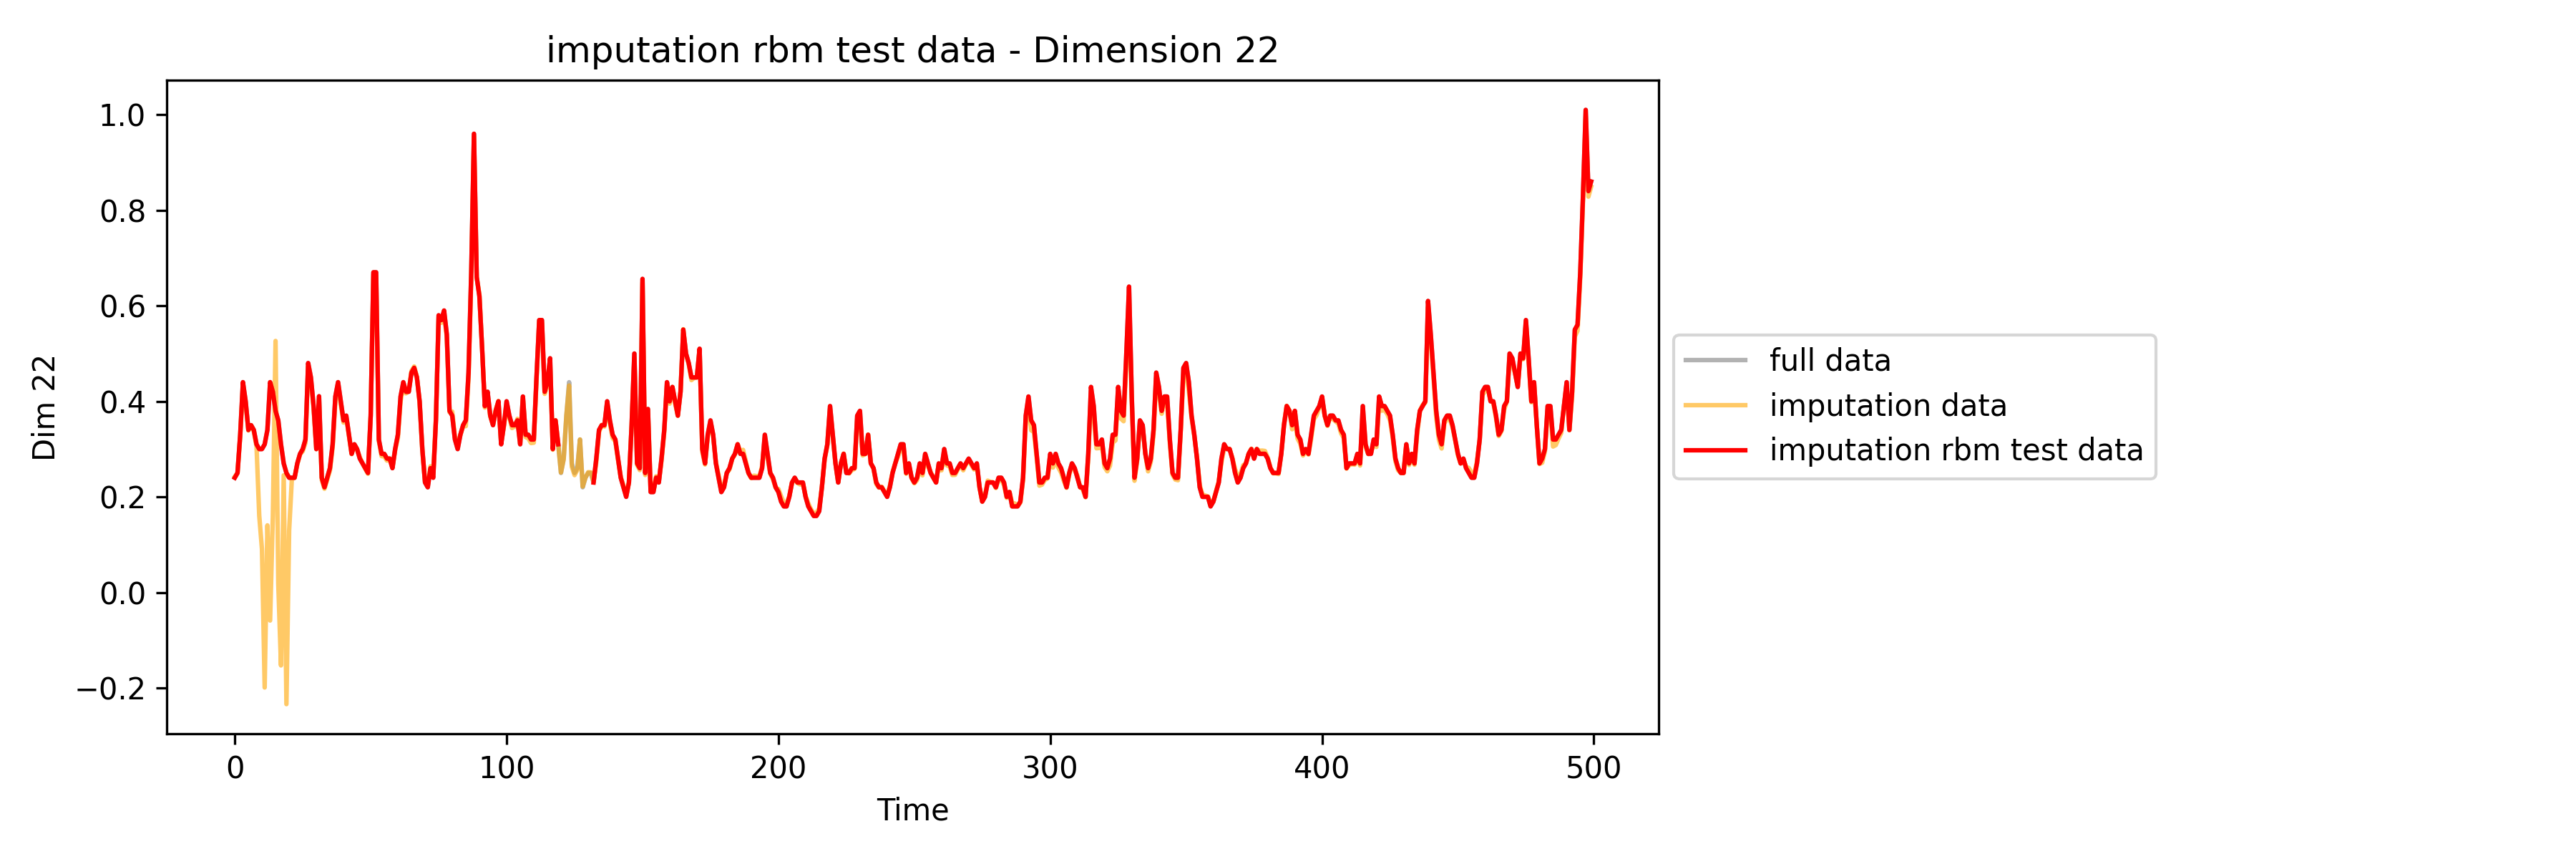 imputation rbm test data - Dimension 22
1.0
0.8
0.6
0.4
0.2
0.0
−0.2
Dim 22
0 100 200 300 400 500
Time
full data
imputation data
imputation rbm test data